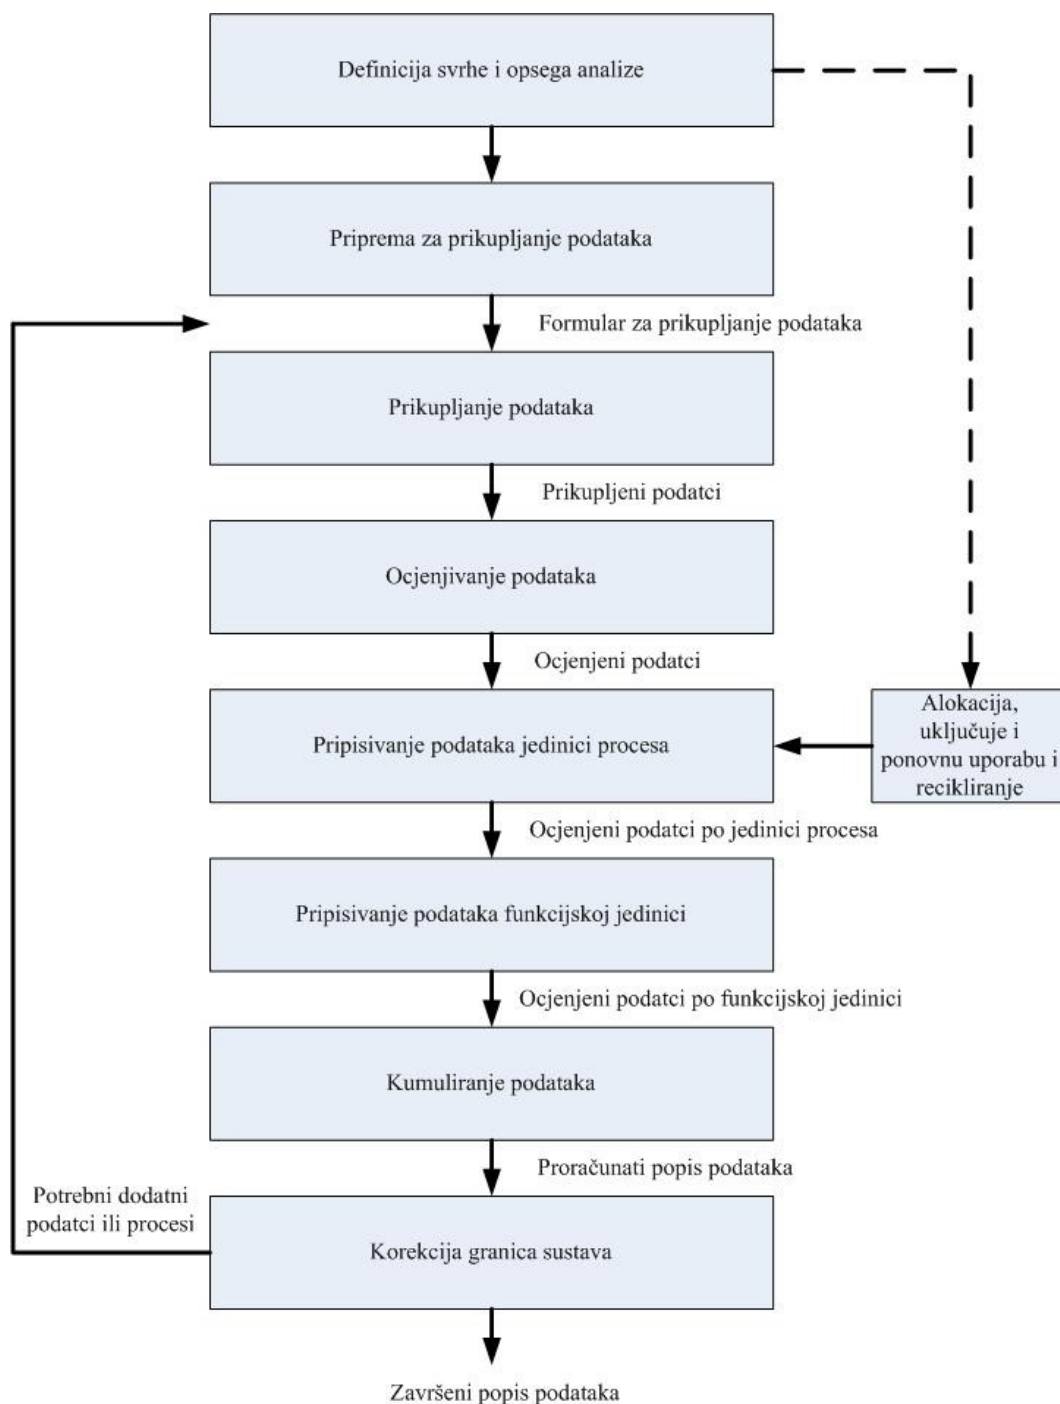 Definicija svrhe i opsega analize
Priprema za prikupljanje podataka
Formular za prikupljanje podataka
Prikupljanje podataka
Prikupljeni podatci
Ocjenjivanje podataka
Ocjenjeni podatci
Pripisivanje podataka jedinici procesa
Alokacija,
uključuje i
ponovnu uporabu i
recikliranje
Ocjenjeni podatci po jedinici procesa
Pripisivanje podataka funkcijskoj jedinici
Ocjenjeni podatci po funkcijskoj jedinici
Kumuliranje podataka
Proračunati popis podataka
Potrebni dodatni
podatci ili procesi
Korekcija granica sustava
Završeni popis podataka